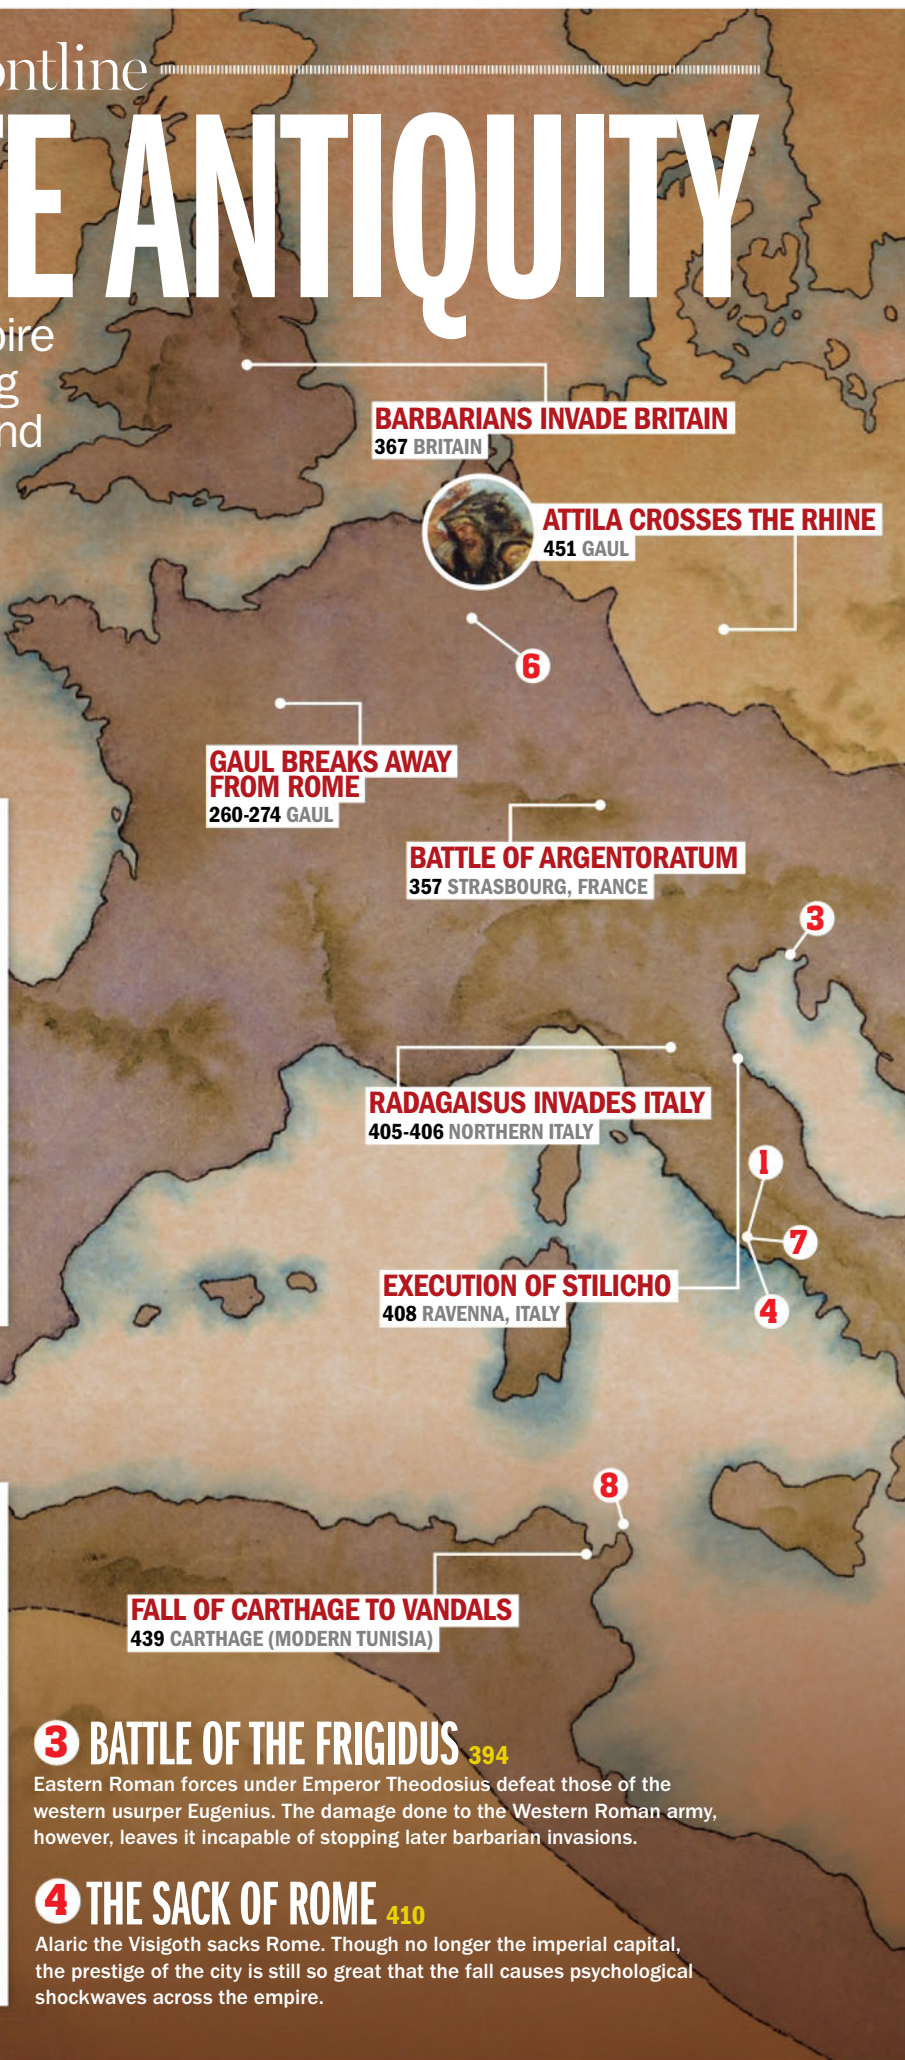 ontline
E ANTIQUITY
ire
g
nd
BARBARIANS INVADE BRITAIN
367 BRITAIN
ATTILA CROSSES THE RHINE
451 GAUL
6
GAUL BREAKS AWAY
FROM ROME
260-274 GAUL
BATTLE OF ARGENTORATUM
357 STRASBOURG, FRANCE
3
RADAGAISUS INVADES ITALY
405-406 NORTHERN ITALY
1
7
EXECUTION OF STILICHO
408 RAVENNA, ITALY
4
8
FALL OF CARTHAGE TO VANDALS
439 CARTHAGE (MODERN TUNISIA)
3 BATTLE OF THE FRIGIDUS 394
Eastern Roman forces under Emperor Theodosius defeat those of the
western usurper Eugenius. The damage done to the Western Roman army,
however, leaves it incapable of stopping later barbarian invasions.
4 THE SACK OF ROME 410
Alaric the Visigoth sacks Rome. Though no longer the imperial capital,
the prestige of the city is still so great that the fall causes psychological
shockwaves across the empire.